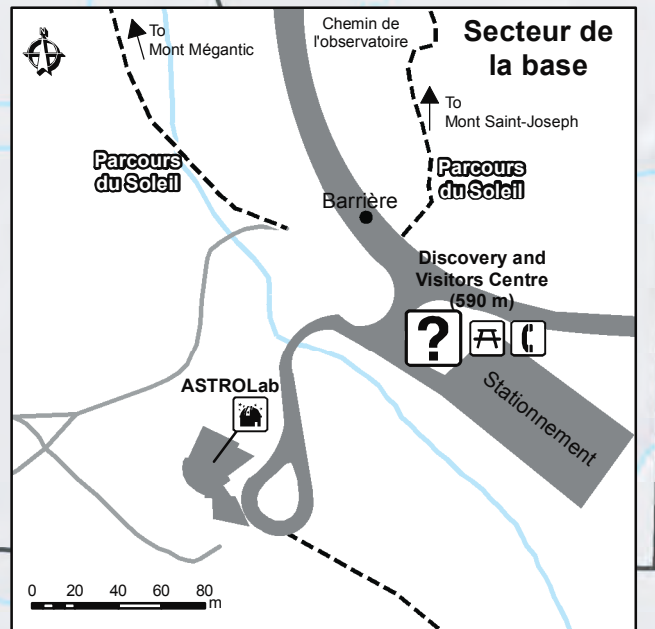 Secteur de
la base
Chemin de
l'observatoire
To
Mont Mégantic
To
Mont Saint-Joseph
Parcours
du Soleil
Parcours
du Soleil
Barrière
Discovery and
Visitors Centre
(590 m)
?
Stationnement
ASTROLab
0 20 40 60 80
m